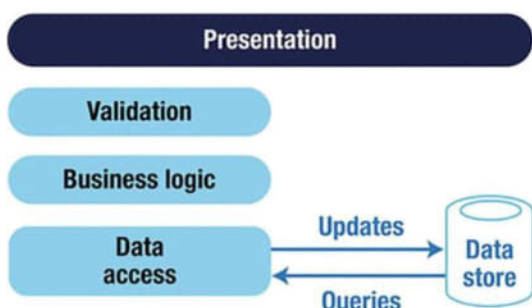 Presentation
Validation
Business logic
Updates
Data
access
Data
store
Queries